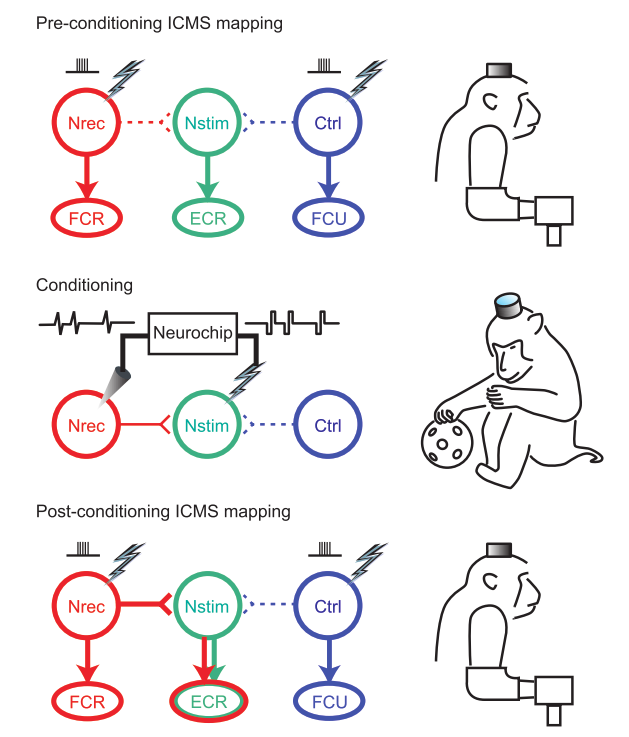 Pre-conditioning ICMS mapping
Nrec Nstim Ctrl
FCR ECR FCU
Conditioning
Neurochip
Nrec Nstim Ctrl
Post-conditioning ICMS mapping
Nrec Nstim Ctrl
FCR ECR FCU